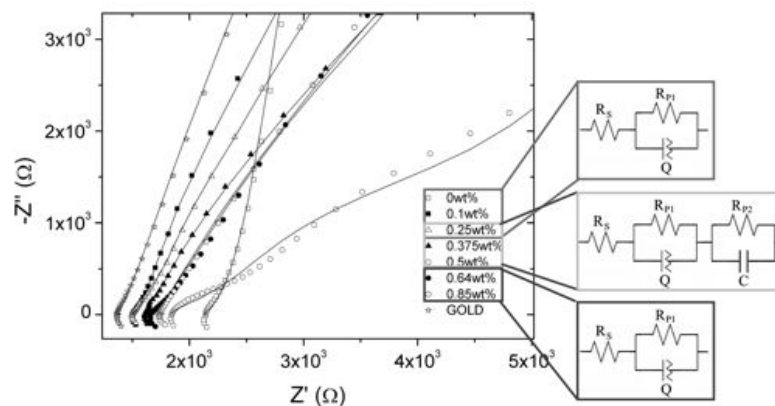 3x10³
2x10³
1x10³
0
-Z'' (Ω)
2x10³
3x10³
4x10³
5x10³
Z' (Ω)
0wt%
0.1wt%
0.25wt%
0.375wt%
0.5wt%
0.64wt%
0.85wt%
GOLD
R_S
R_P1
Q
R_S
R_P1
Q
R_P2
C
R_S
R_P1
Q